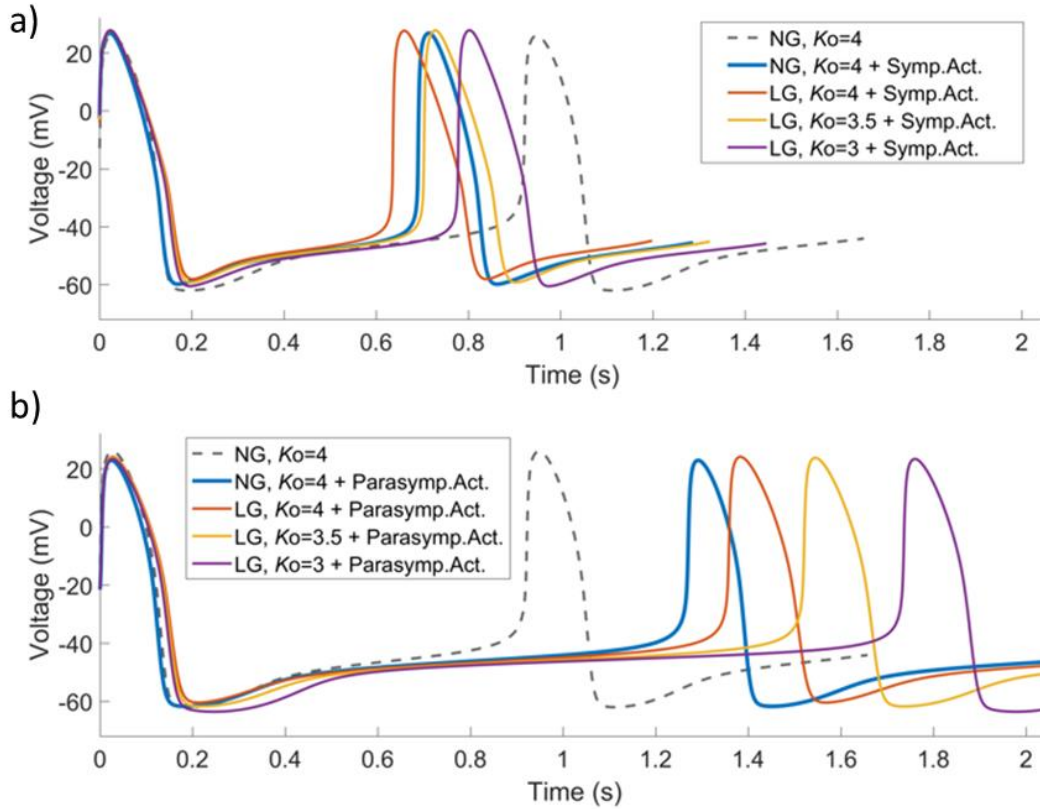 a)
20
0
-20
-40
-60
Voltage (mV)
NG, Ko=4
NG, Ko=4 + Symp.Act.
LG, Ko=4 + Symp.Act.
LG, Ko=3.5 + Symp.Act.
LG, Ko=3 + Symp.Act.
0 0.2 0.4 0.6 0.8 1 1.2 1.4 1.6 1.8 2
Time (s)
b)
20
0
-20
-40
-60
Voltage (mV)
NG, Ko=4
NG, Ko=4 + Parasymp.Act.
LG, Ko=4 + Parasymp.Act.
LG, Ko=3.5 + Parasymp.Act.
LG, Ko=3 + Parasymp.Act.
0 0.2 0.4 0.6 0.8 1 1.2 1.4 1.6 1.8 2
Time (s)